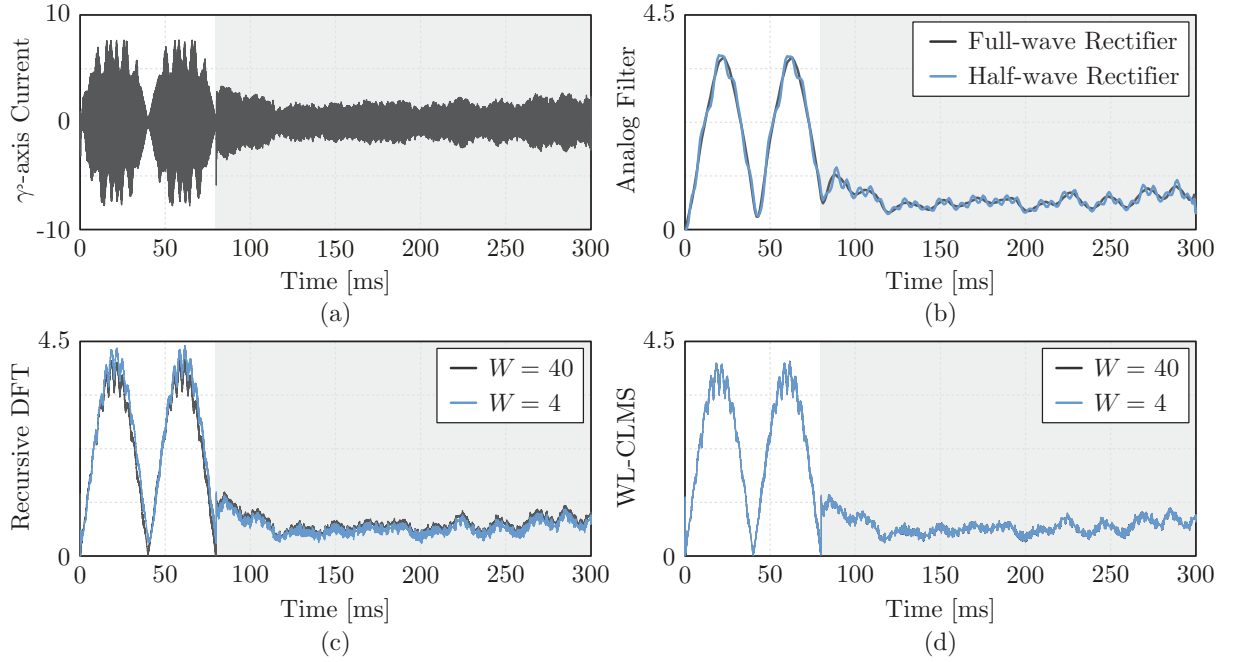 10
0
-10
γ-axis Current
0 50 100 150 200 250 300
Time [ms]
(a)
4.5
0
Analog Filter
Full-wave Rectifier
Half-wave Rectifier
0 50 100 150 200 250 300
Time [ms]
(b)
4.5
0
Recursive DFT
W = 40
W = 4
0 50 100 150 200 250 300
Time [ms]
(c)
4.5
0
WL-CLMS
W = 40
W = 4
0 50 100 150 200 250 300
Time [ms]
(d)